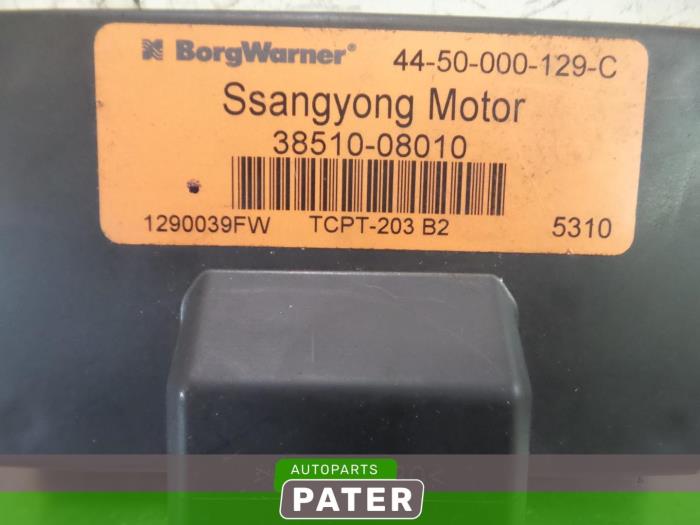 BorgWarner® 44-50-000-129-C
Ssangyong Motor
38510-08010
1290039FW TCPT-203 B2 5310
AUTOPARTS
PATER